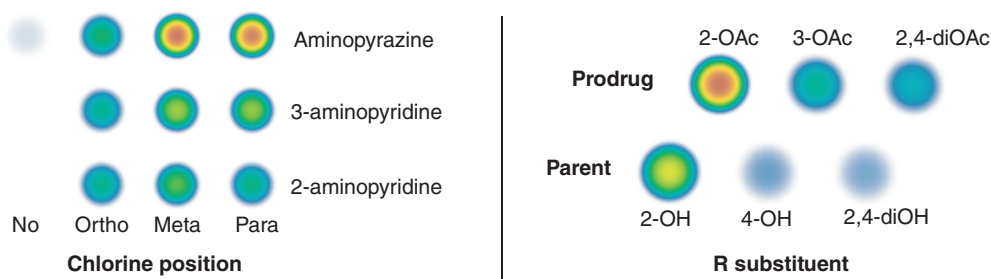 Aminopyrazine
3-aminopyridine
2-aminopyridine
No Ortho Meta Para
Chlorine position
2-OAc 3-OAc 2,4-diOAc
Prodrug
Parent
2-OH 4-OH 2,4-diOH
R substituent